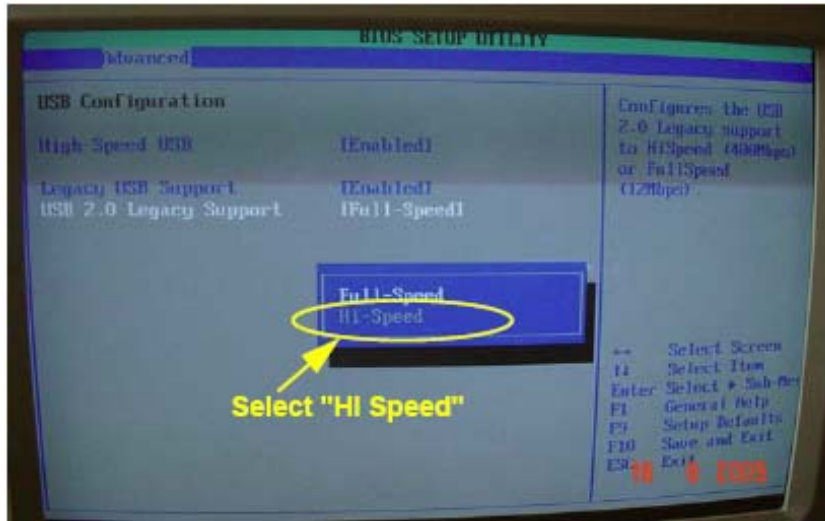 BIOS SETUP UTILITY
Advanced
USB Configuration
High-Speed USB [Enabled]
Legacy USB Support [Enabled]
USB 2.0 Legacy Support [Full-Speed]
Full-Speed
Hi-Speed
Select "HI Speed"
Configures the USB
2.0 Legacy support
to HiSpeed (480Mbps)
or FullSpeed
(12Mbps).
↔ Select Screen
↑↓ Select Item
Enter Select ▸ Sub-Men
F1 General Help
F9 Setup Defaults
F10 Save and Exit
ESC Exit